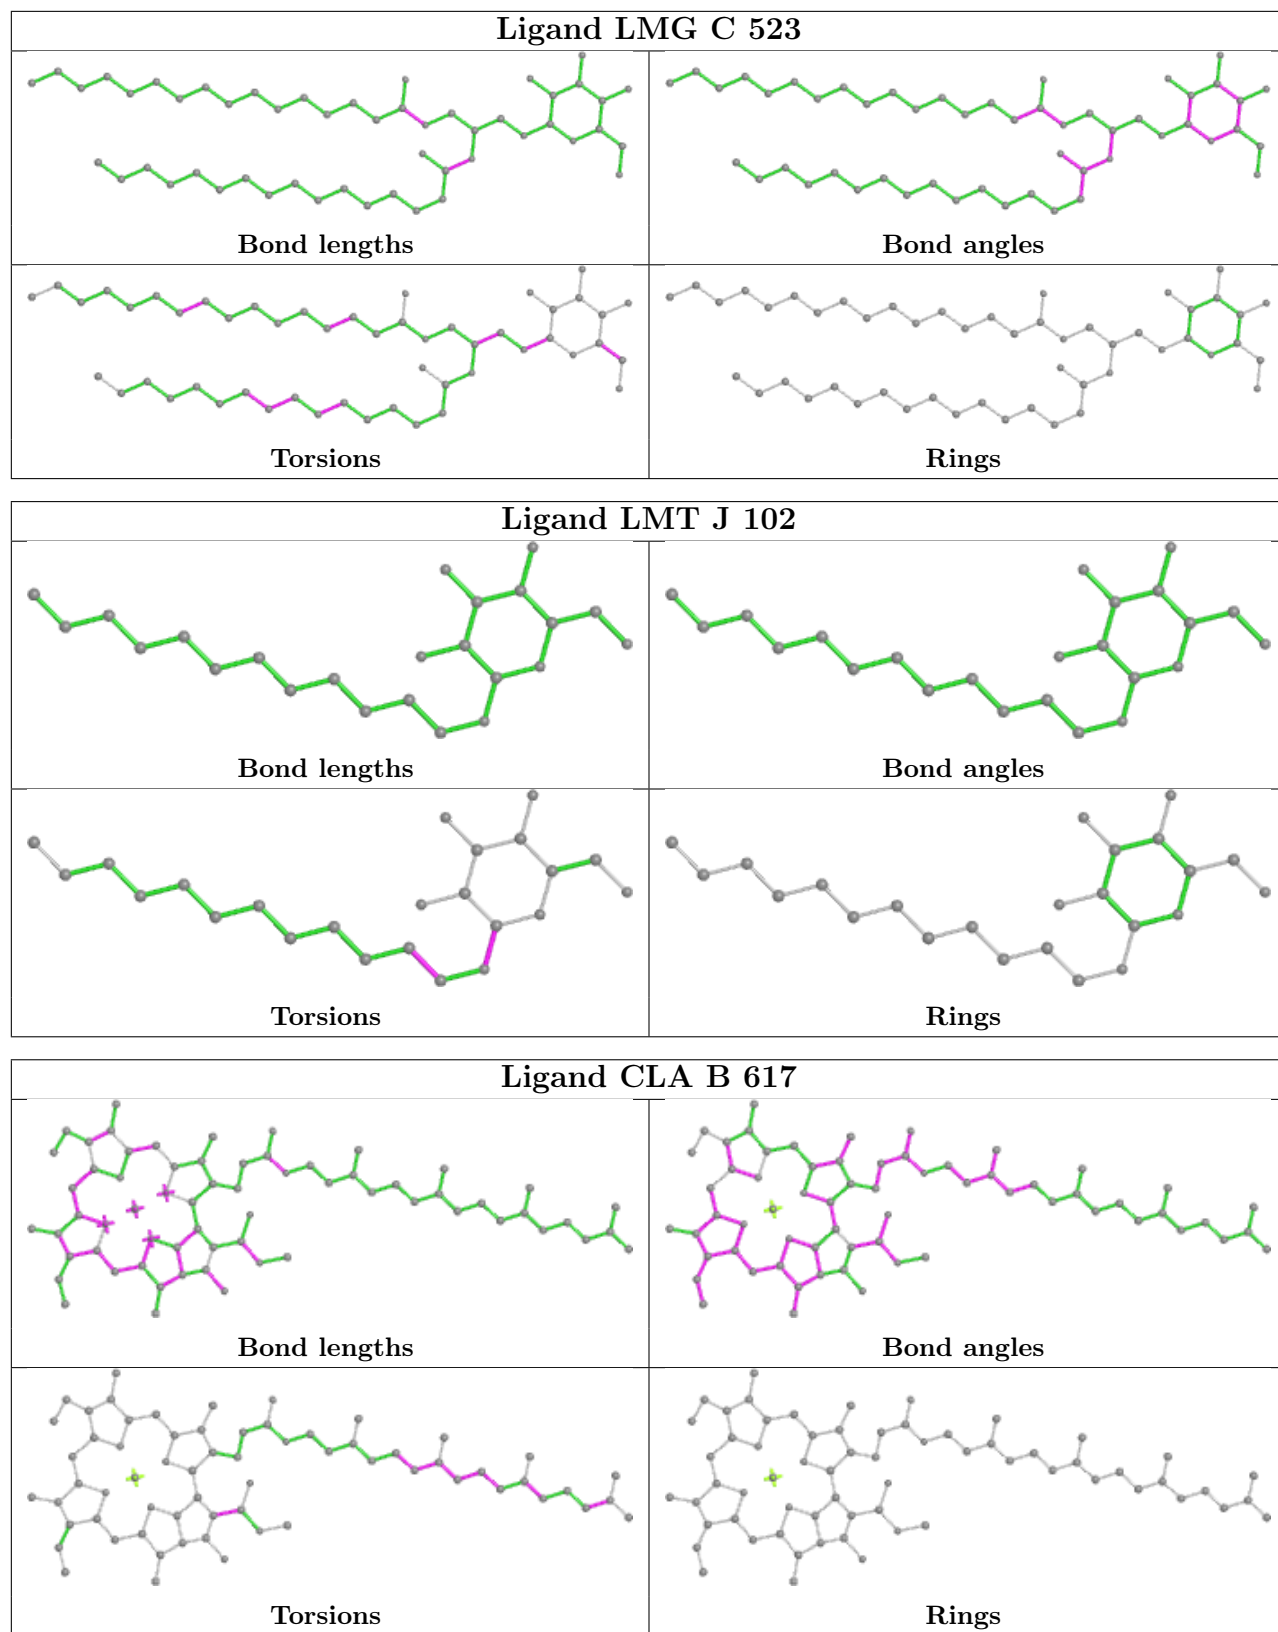 Ligand LMG C 523
Bond lengths
Bond angles
Torsions
Rings
Ligand LMT J 102
Bond lengths
Bond angles
Torsions
Rings
Ligand CLA B 617
Bond lengths
Bond angles
Torsions
Rings